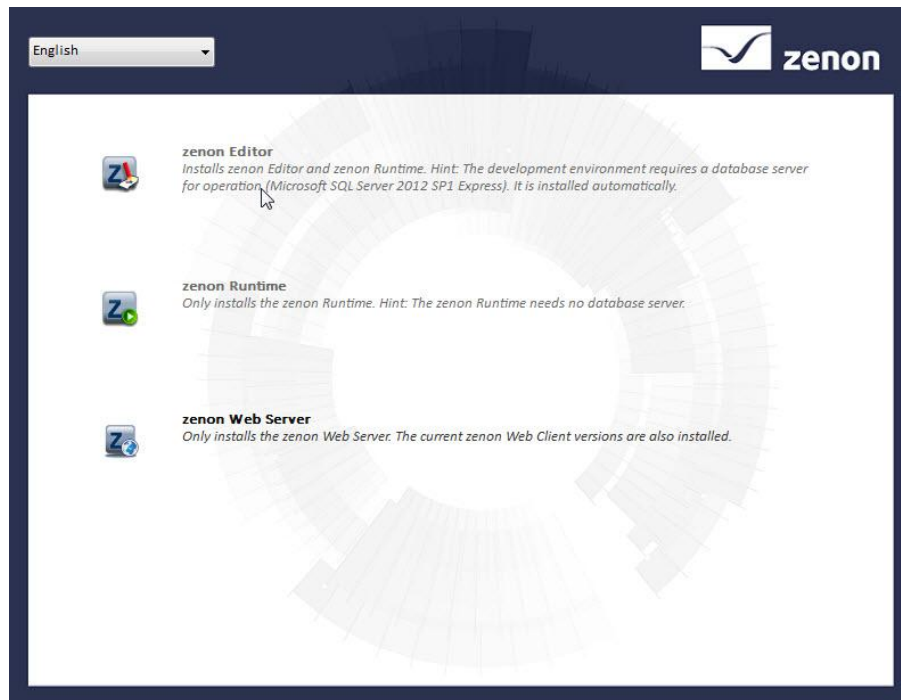 English
zenon
zenon Editor
Installs zenon Editor and zenon Runtime. Hint: The development environment requires a database server
for operation (Microsoft SQL Server 2012 SP1 Express). It is installed automatically.
zenon Runtime
Only installs the zenon Runtime. Hint: The zenon Runtime needs no database server.
zenon Web Server
Only installs the zenon Web Server. The current zenon Web Client versions are also installed.